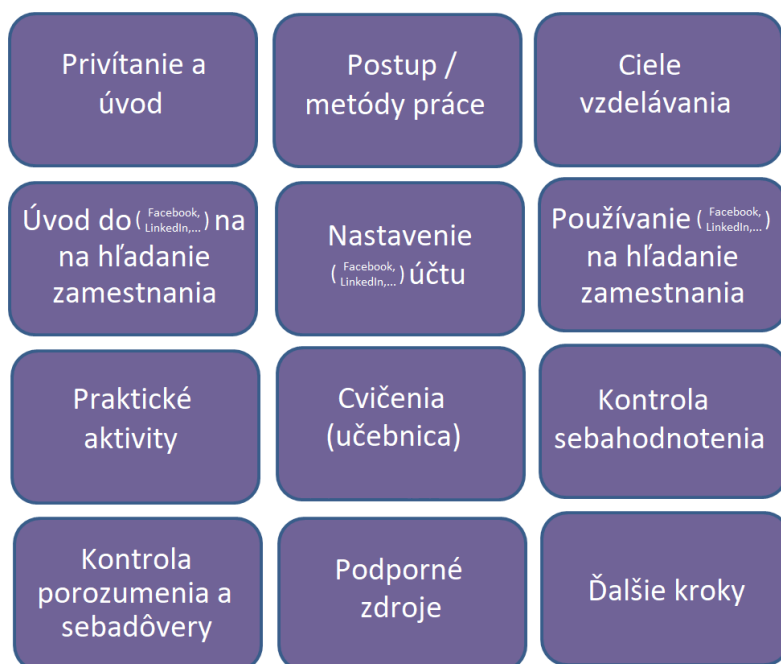 Privítanie a
úvod
Postup /
metódy práce
Ciele
vzdelávania
Úvod do ( Facebook, LinkedIn,... ) na
na hľadanie
zamestnania
Nastavenie
( Facebook, LinkedIn,... ) účtu
Používanie ( Facebook, LinkedIn,... )
na hľadanie
zamestnania
Praktické
aktivity
Cvičenia
(učebnica)
Kontrola
sebahodnotenia
Kontrola
porozumenia a
sebadôvery
Podporné
zdroje
Ďalšie kroky